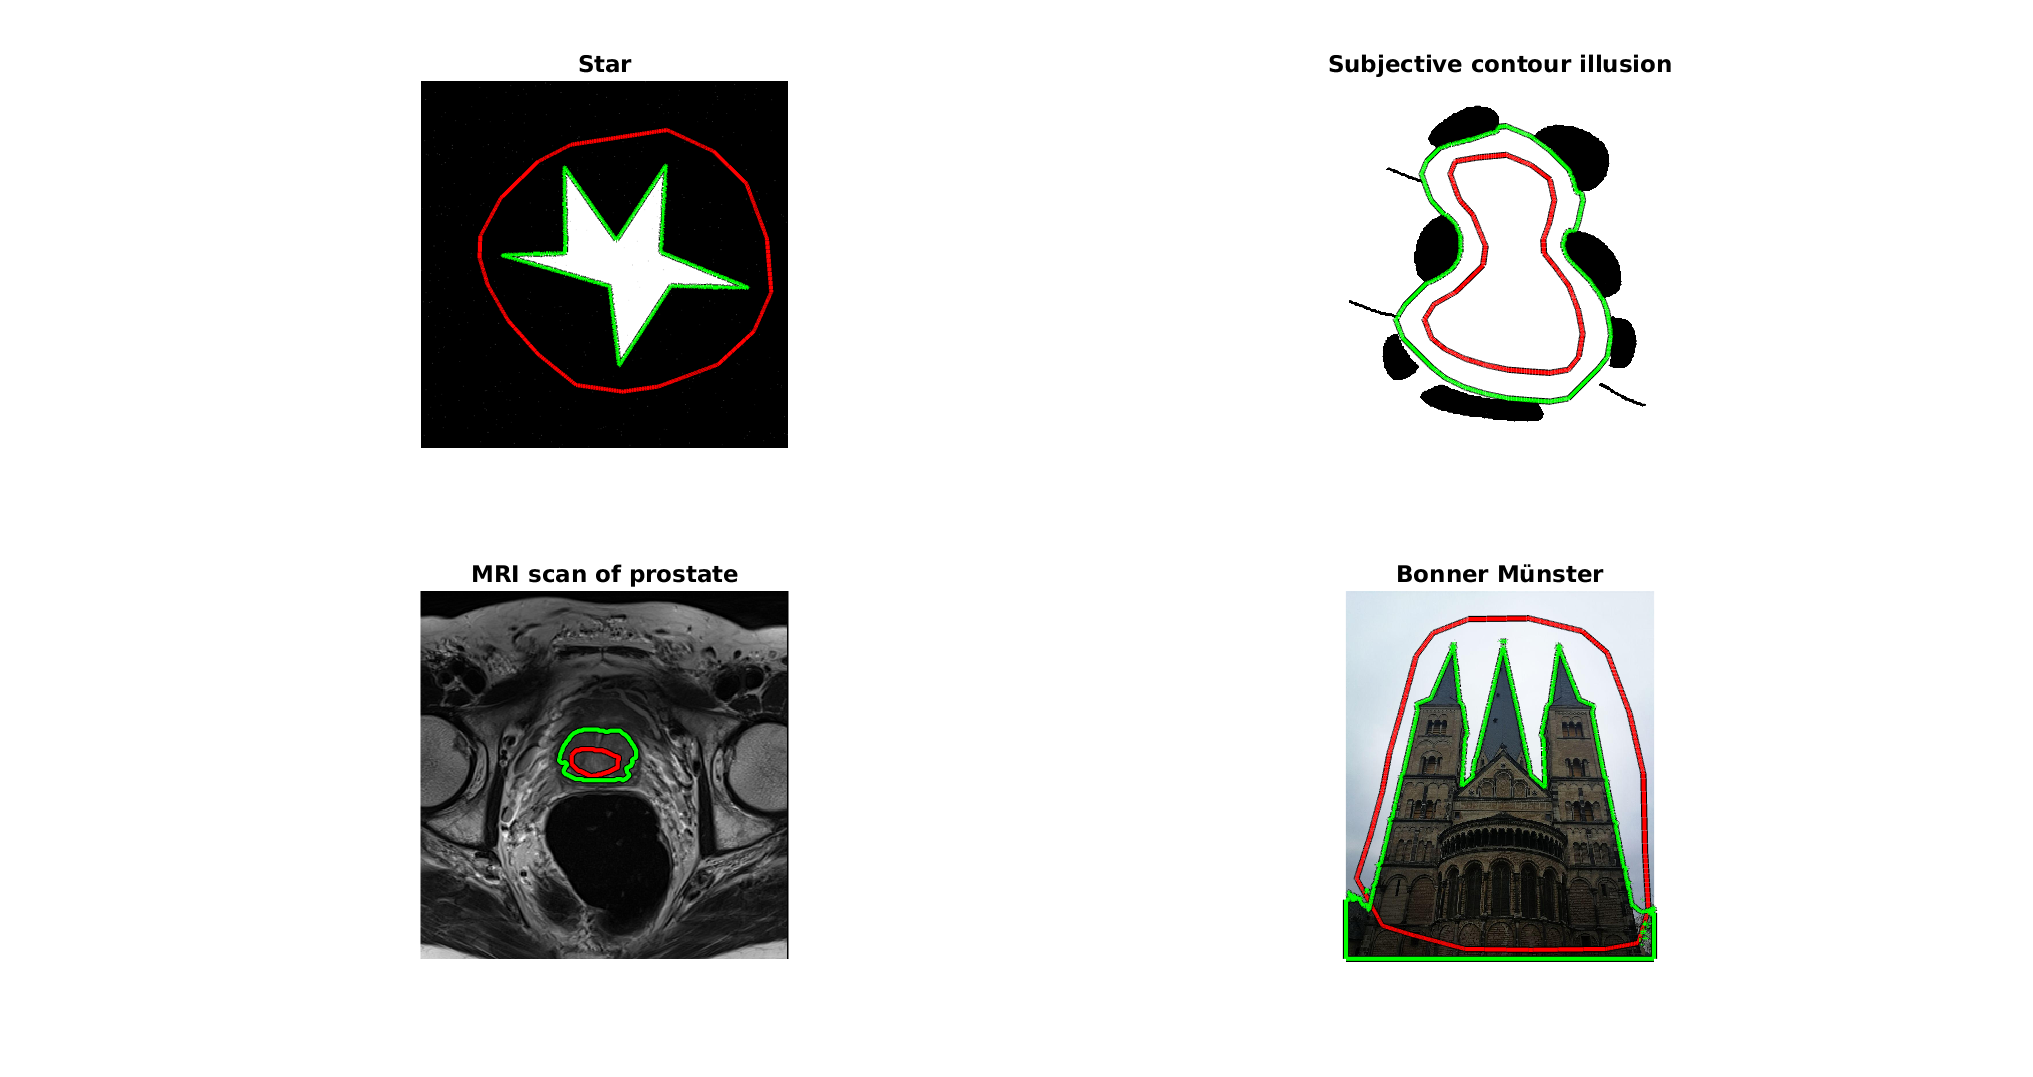 Star
Subjective contour illusion
MRI scan of prostate
Bonner Münster